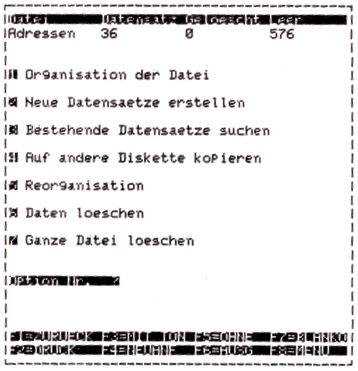 Datei Datensatz Geloescht Leer
Adressen 36 0 576
1 Organisation der Datei
2 Neue Datensaetze erstellen
3 Bestehende Datensaetze suchen
4 Auf andere Diskette kopieren
5 Reorganisation
6 Daten loeschen
7 Ganze Datei loeschen
Option Nr. ?
F1=ZURUECK F3=MIT TON F5=OHNE F7=BLANKO
F2=DRUCK F4=NEUANF F6=AUSG F8=MENU